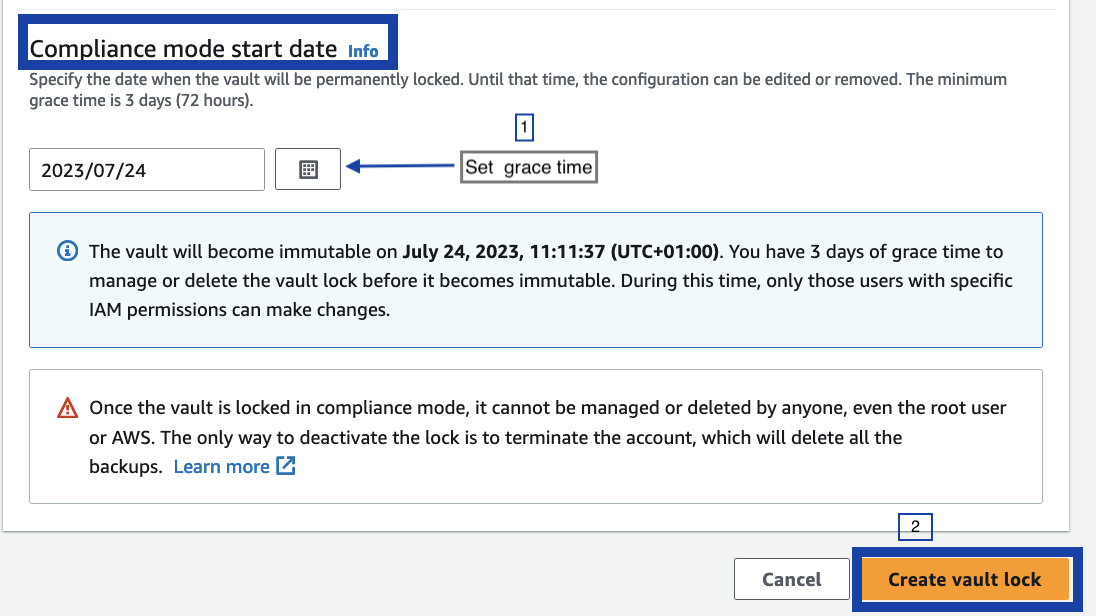 Compliance mode start date Info
Specify the date when the vault will be permanently locked. Until that time, the configuration can be edited or removed. The minimum
grace time is 3 days (72 hours).
1
2023/07/24
Set grace time
The vault will become immutable on July 24, 2023, 11:11:37 (UTC+01:00). You have 3 days of grace time to
manage or delete the vault lock before it becomes immutable. During this time, only those users with specific
IAM permissions can make changes.
Once the vault is locked in compliance mode, it cannot be managed or deleted by anyone, even the root user
or AWS. The only way to deactivate the lock is to terminate the account, which will delete all the
backups. Learn more
2
Cancel
Create vault lock